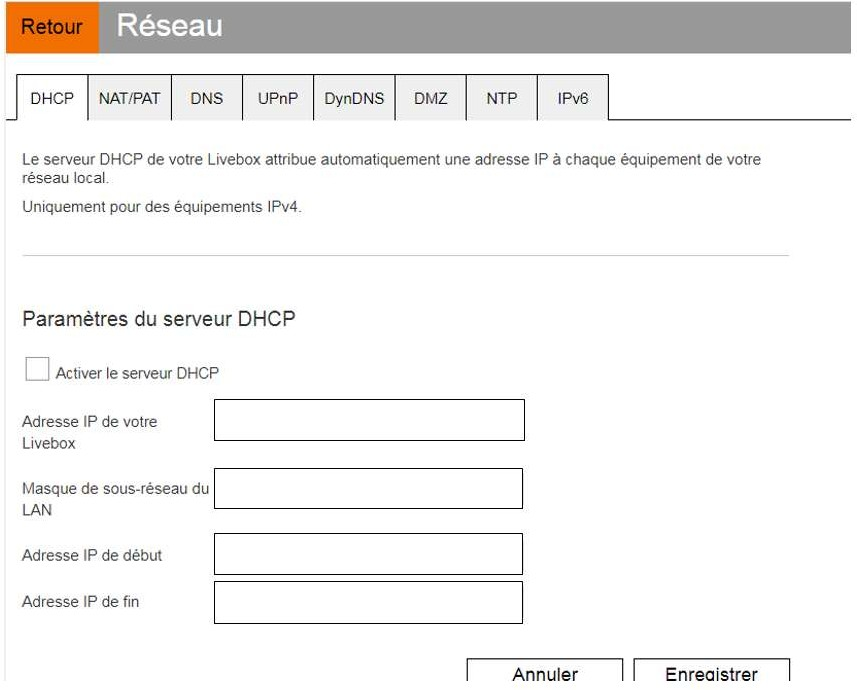 Retour Réseau
DHCP NAT/PAT DNS UPnP DynDNS DMZ NTP IPv6
Le serveur DHCP de votre Livebox attribue automatiquement une adresse IP à chaque équipement de votre
réseau local.
Uniquement pour des équipements IPv4.
Paramètres du serveur DHCP
Activer le serveur DHCP
Adresse IP de votre
Livebox
Masque de sous-réseau du
LAN
Adresse IP de début
Adresse IP de fin
Annuler Enregistrer